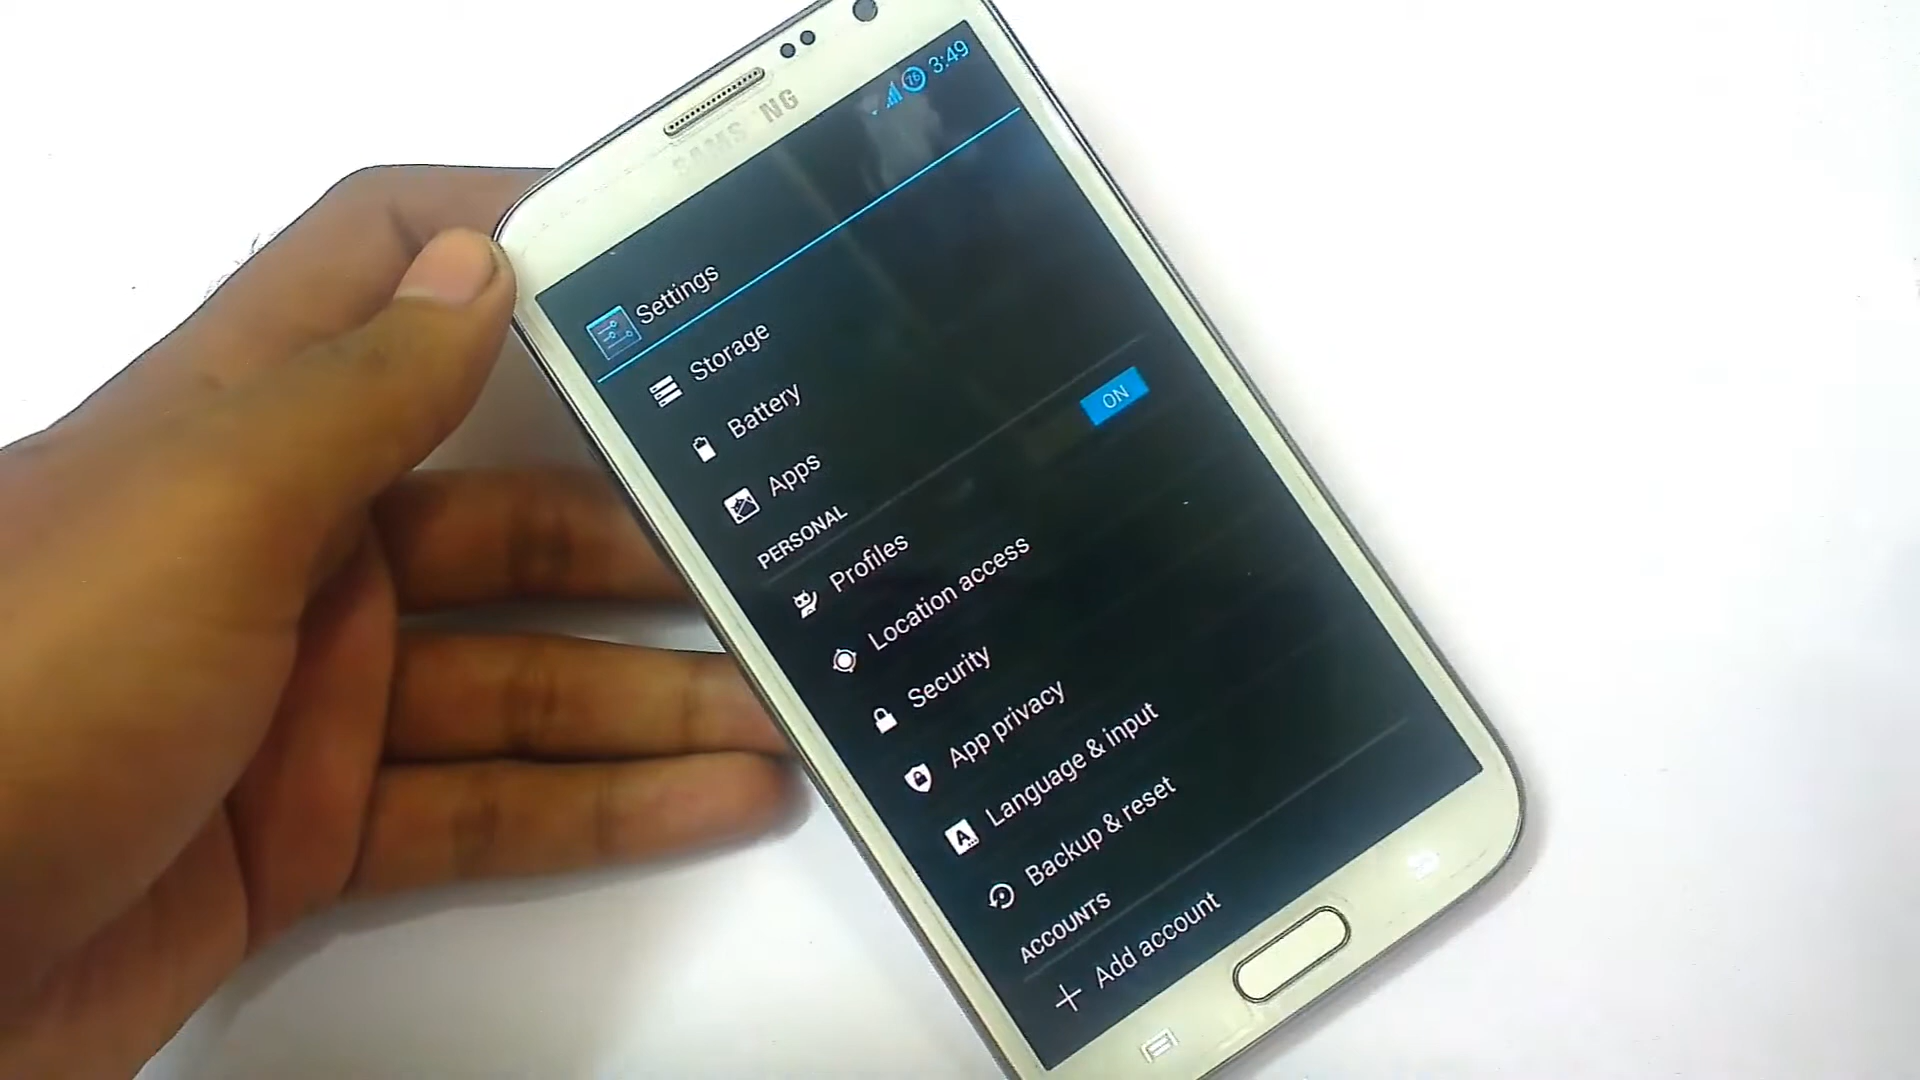 SAMSUNG
76 3:49
Settings
Storage
Battery
Apps
PERSONAL
Profiles ON
Location access
Security
App privacy
Language & input
Backup & reset
ACCOUNTS
Add account